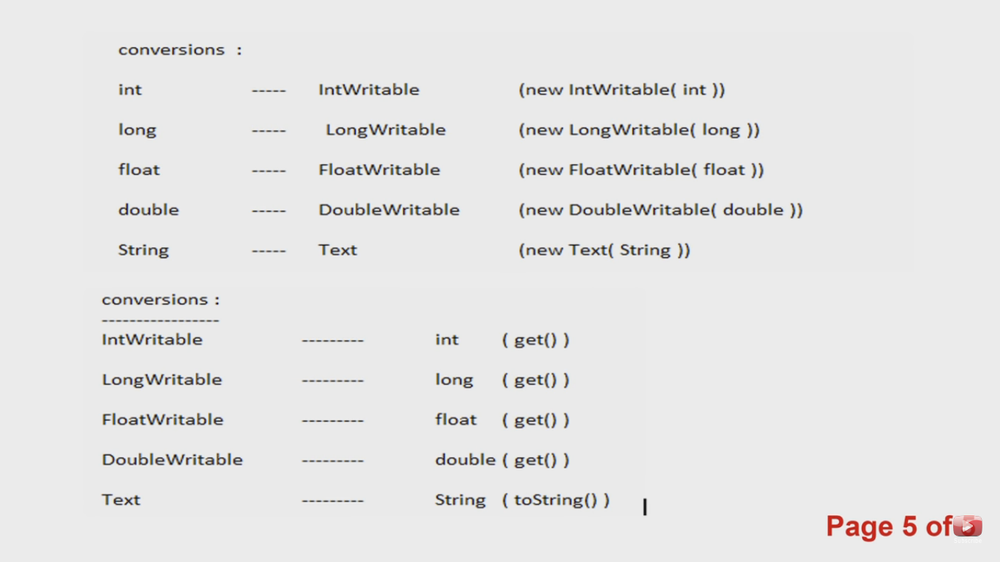 conversions :
int ----- IntWritable (new IntWritable( int ))
long ----- LongWritable (new LongWritable( long ))
float ----- FloatWritable (new FloatWritable( float ))
double ----- DoubleWritable (new DoubleWritable( double ))
String ----- Text (new Text( String ))
conversions :
-----------------
IntWritable --------- int ( get() )
LongWritable --------- long ( get() )
FloatWritable --------- float ( get() )
DoubleWritable --------- double ( get() )
Text --------- String ( toString() )
Page 5 of